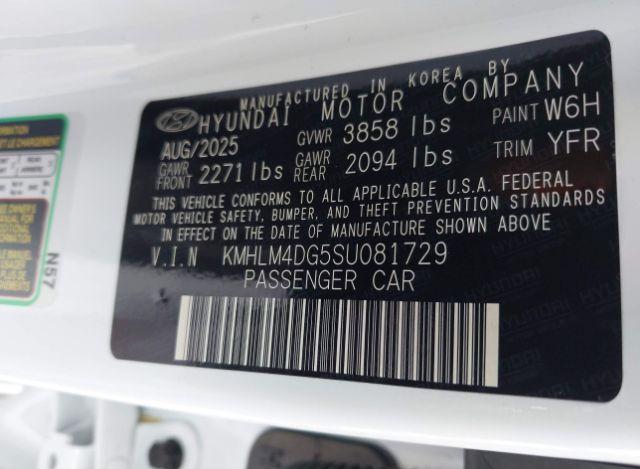 MANUFACTURED IN KOREA BY
HYUNDAI MOTOR COMPANY
AUG/2025 GVWR 3858 lbs PAINT W6H
GAWR FRONT 2271 lbs GAWR REAR 2094 lbs TRIM YFR
THIS VEHICLE CONFORMS TO ALL APPLICABLE U.S.A. FEDERAL
MOTOR VEHICLE SAFETY, BUMPER, AND THEFT PREVENTION STANDARDS
IN EFFECT ON THE DATE OF MANUFACTURE SHOWN ABOVE
V.I.N KMHLM4DG5SU081729
PASSENGER CAR
N57